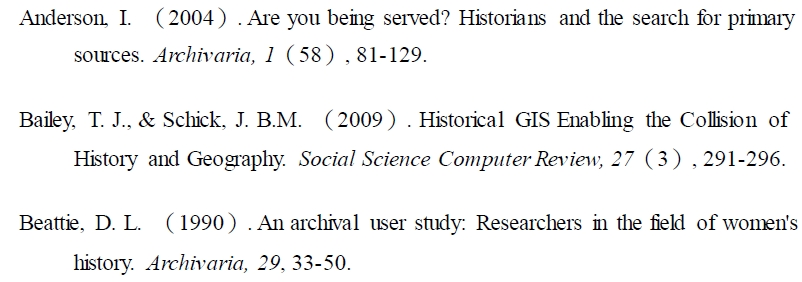 Anderson, I. （2004）. Are you being served? Historians and the search for primary
sources. Archivaria, 1（58）, 81-129.
Bailey, T. J., & Schick, J. B.M. （2009）. Historical GIS Enabling the Collision of
History and Geography. Social Science Computer Review, 27（3）, 291-296.
Beattie, D. L. （1990）. An archival user study: Researchers in the field of women's
history. Archivaria, 29, 33-50.